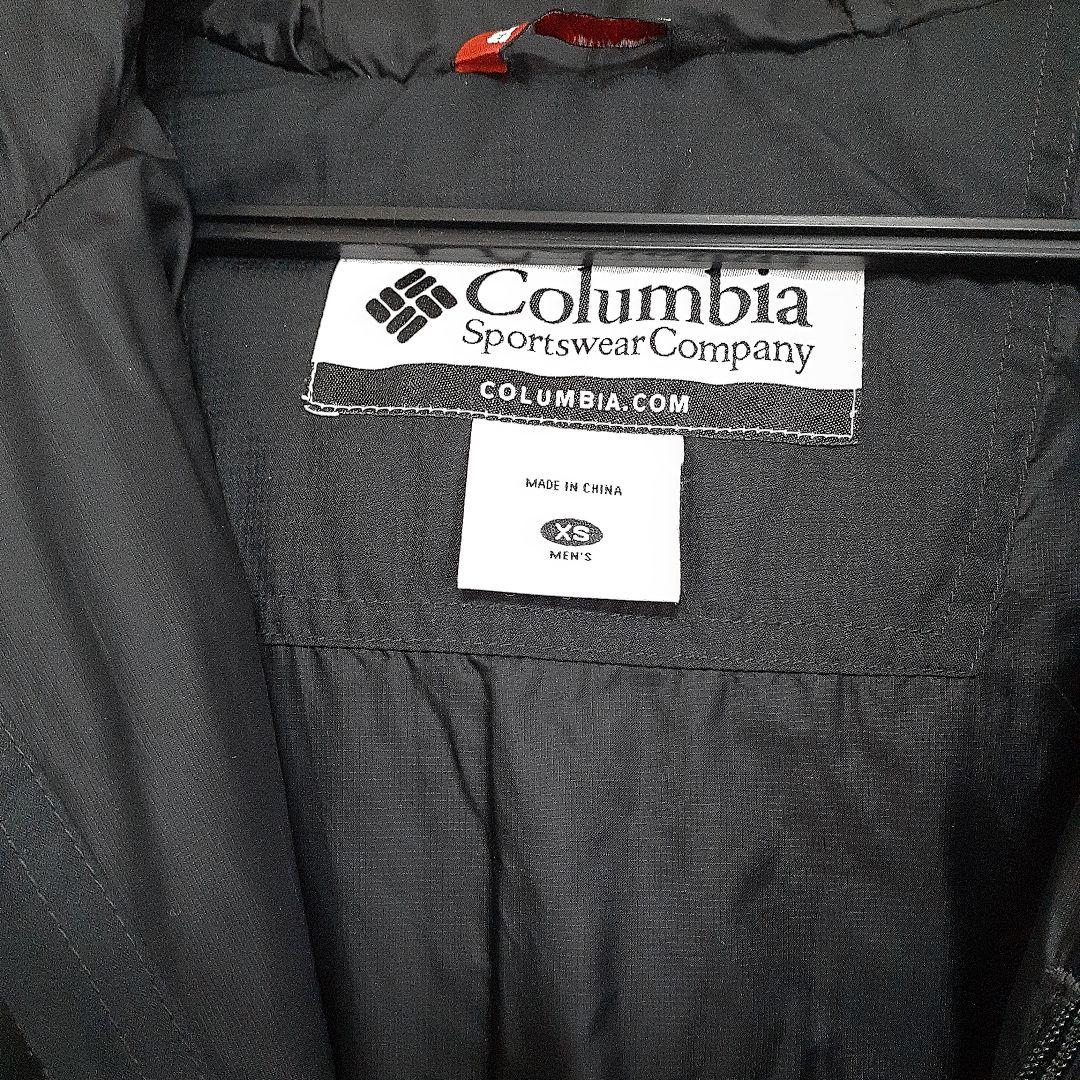 Columbia
Sportswear Company
COLUMBIA.COM
MADE IN CHINA
XS
MEN'S